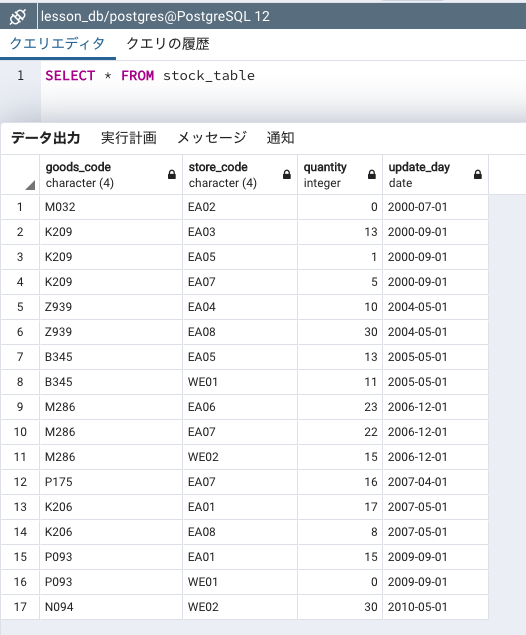 lesson_db/postgres@PostgreSQL 12
クエリエディタ クエリの履歴
1 SELECT * FROM stock_table
データ出力 実行計画 メッセージ 通知
goods_code store_code quantity update_day
character (4) character (4) integer date
1 M032 EA02 0 2000-07-01
2 K209 EA03 13 2000-09-01
3 K209 EA05 1 2000-09-01
4 K209 EA07 5 2000-09-01
5 Z939 EA04 10 2004-05-01
6 Z939 EA08 30 2004-05-01
7 B345 EA05 13 2005-05-01
8 B345 WE01 11 2005-05-01
9 M286 EA06 23 2006-12-01
10 M286 EA07 22 2006-12-01
11 M286 WE02 15 2006-12-01
12 P175 EA07 16 2007-04-01
13 K206 EA01 17 2007-05-01
14 K206 EA08 8 2007-05-01
15 P093 EA01 15 2009-09-01
16 P093 WE01 0 2009-09-01
17 N094 WE02 30 2010-05-01